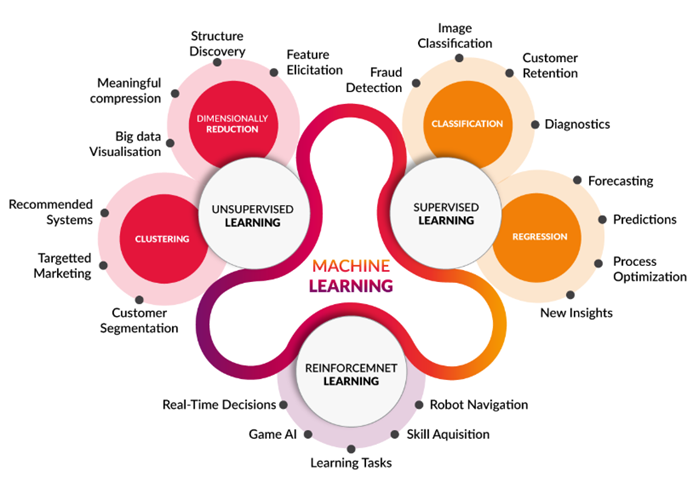 Structure
Discovery
Feature
Elicitation
Meaningful
compression
Big data
Visualisation
DIMENSIONALLY
REDUCTION
UNSUPERVISED
LEARNING
Recommended
Systems
Targetted
Marketing
Customer
Segmentation
CLUSTERING
Image
Classification
Fraud
Detection
Customer
Retention
Diagnostics
CLASSIFICATION
SUPERVISED
LEARNING
Forecasting
Predictions
Process
Optimization
New Insights
REGRESSION
MACHINE
LEARNING
REINFORCEMNET
LEARNING
Real-Time Decisions
Game AI
Learning Tasks
Skill Aquisition
Robot Navigation